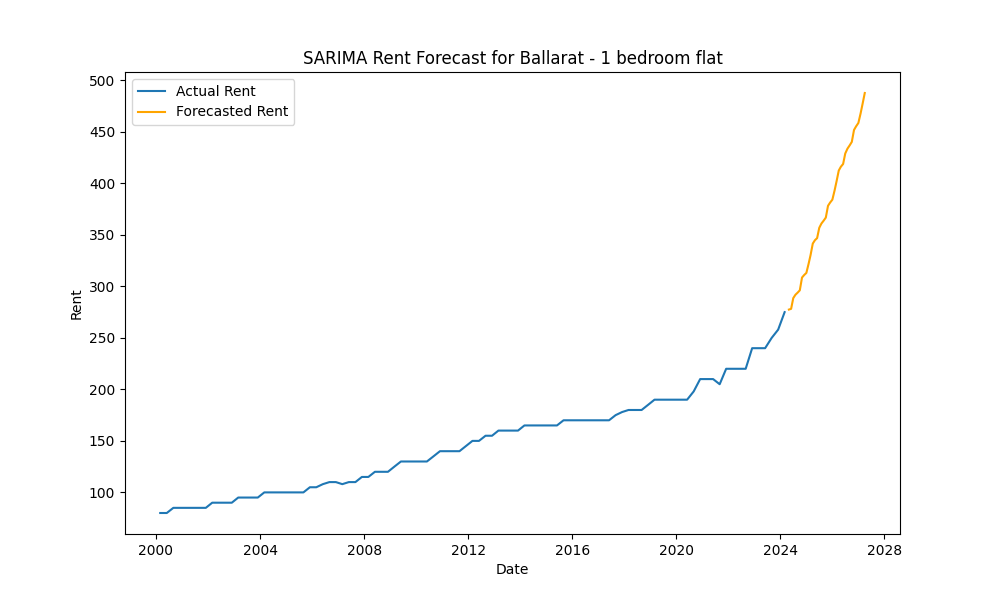 SARIMA Rent Forecast for Ballarat - 1 bedroom flat
Actual Rent
Forecasted Rent
500
450
400
350
300
250
200
150
100
Rent
2000 2004 2008 2012 2016 2020 2024 2028
Date